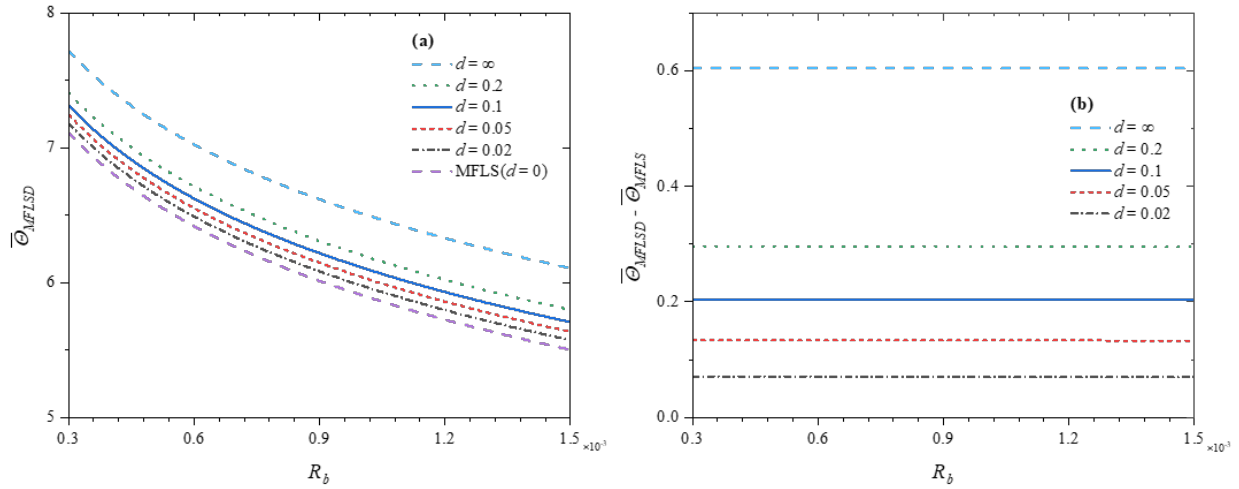 8
7
6
5
Θ̅_MFLSD
(a)
d = ∞
d = 0.2
d = 0.1
d = 0.05
d = 0.02
MFLS(d = 0)
0.3
0.6
0.9
1.2
1.5
×10⁻³
R_b
0.6
0.4
0.2
0.0
Θ̅_MFLSD - Θ̅_MFLS
(b)
d = ∞
d = 0.2
d = 0.1
d = 0.05
d = 0.02
0.3
0.6
0.9
1.2
1.5
×10⁻³
R_b